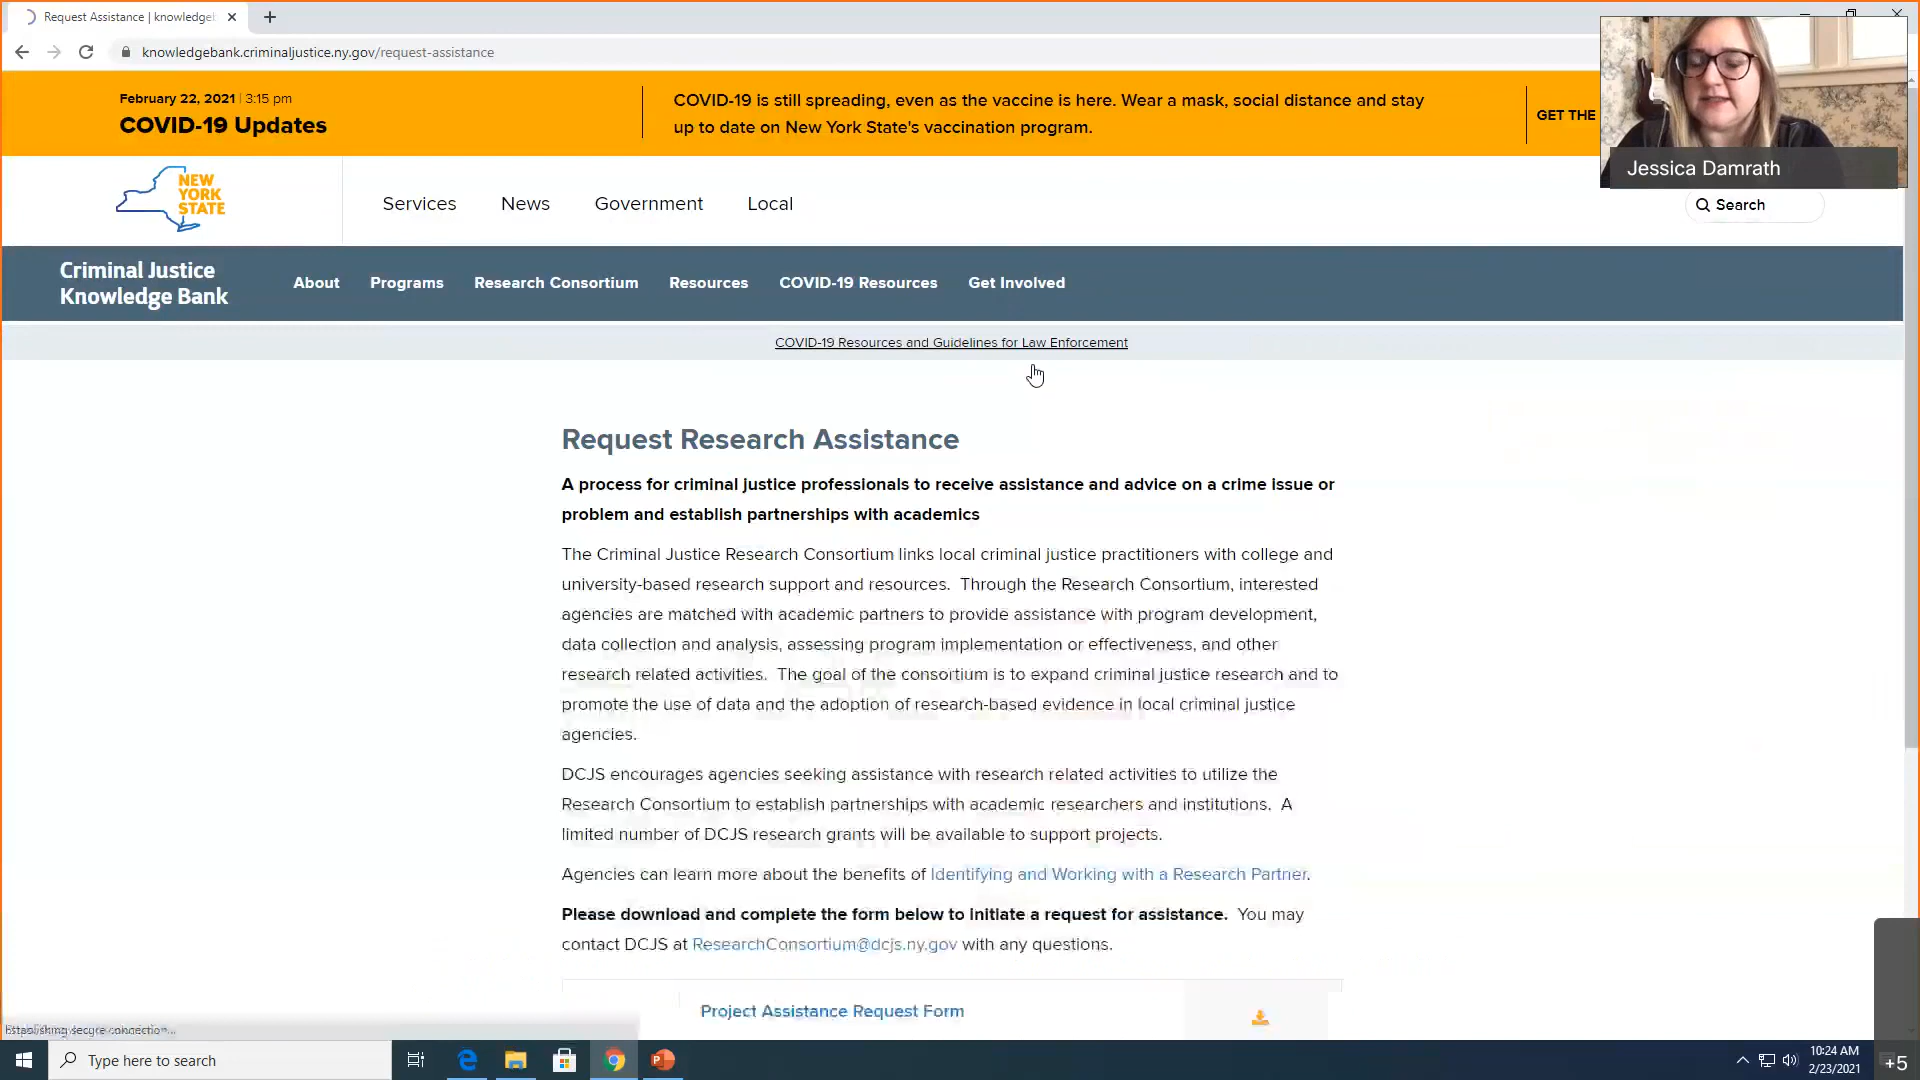 Request Assistance | knowledgeb
knowledgebank.criminaljustice.ny.gov/request-assistance
February 22, 2021 | 3:15 pm
COVID-19 Updates
COVID-19 is still spreading, even as the vaccine is here. Wear a mask, social distance and stay
up to date on New York State's vaccination program.
GET THE
Jessica Damrath
NEW
YORK
STATE
Services
News
Government
Local
Search
Criminal Justice
Knowledge Bank
About
Programs
Research Consortium
Resources
COVID-19 Resources
Get Involved
COVID-19 Resources and Guidelines for Law Enforcement
Request Research Assistance
A process for criminal justice professionals to receive assistance and advice on a crime issue or
problem and establish partnerships with academics
The Criminal Justice Research Consortium links local criminal justice practitioners with college and
university-based research support and resources.  Through the Research Consortium, interested
agencies are matched with academic partners to provide assistance with program development,
data collection and analysis, assessing program implementation or effectiveness, and other
research related activities.  The goal of the consortium is to expand criminal justice research and to
promote the use of data and the adoption of research-based evidence in local criminal justice
agencies.
DCJS encourages agencies seeking assistance with research related activities to utilize the
Research Consortium to establish partnerships with academic researchers and institutions.  A
limited number of DCJS research grants will be available to support projects.
Agencies can learn more about the benefits of Identifying and Working with a Research Partner.
Please download and complete the form below to initiate a request for assistance.  You may
contact DCJS at ResearchConsortium@dcjs.ny.gov with any questions.
Project Assistance Request Form
Establishing secure connection...
Type here to search
10:24 AM
2/23/2021
+5